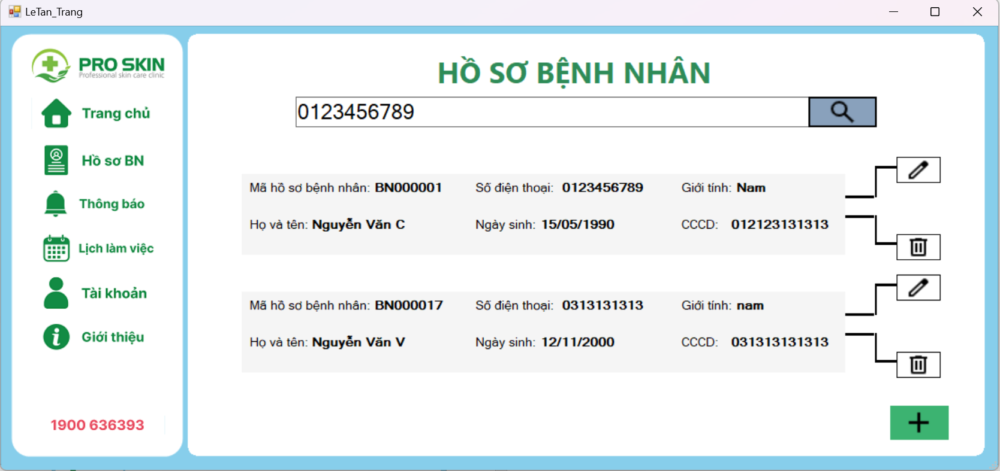 LeTan_Trang
PRO SKIN
Professional skin care clinic
Trang chủ
Hồ sơ BN
Thông báo
Lịch làm việc
Tài khoản
Giới thiệu
1900 636393
HỒ SƠ BỆNH NHÂN
0123456789
Mã hồ sơ bệnh nhân: BN000001 Số điện thoại: 0123456789 Giới tính: Nam
Họ và tên: Nguyễn Văn C Ngày sinh: 15/05/1990 CCCD: 012123131313
Mã hồ sơ bệnh nhân: BN000017 Số điện thoại: 0313131313 Giới tính: nam
Họ và tên: Nguyễn Văn V Ngày sinh: 12/11/2000 CCCD: 031313131313